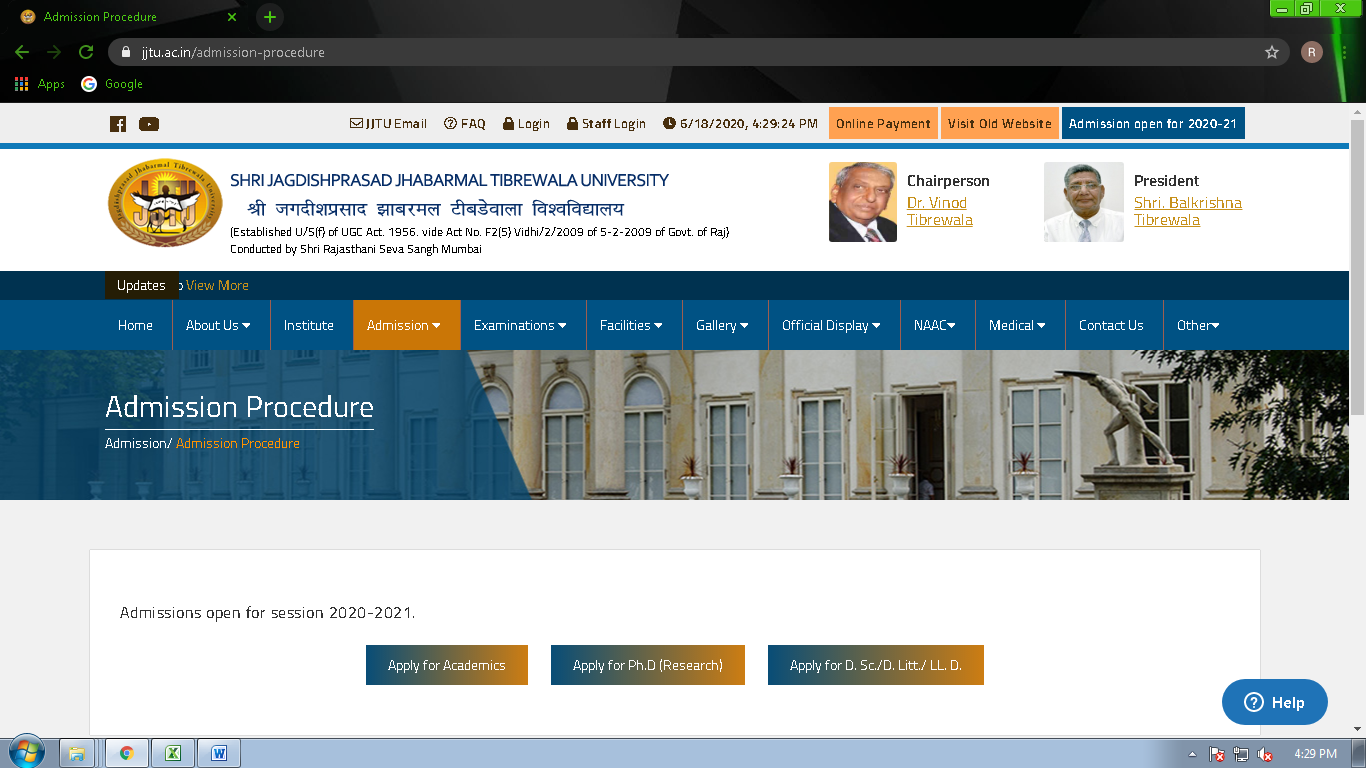 Admission Procedure
jjtu.ac.in/admission-procedure
R
Apps
Google
JJTU Email
FAQ
Login
Staff Login
6/18/2020, 4:29:24 PM
Online Payment
Visit Old Website
Admission open for 2020-21
SHRI JAGDISHPRASAD JHABARMAL TIBREWALA UNIVERSITY
श्री जगदीशप्रसाद झाबरमल टीबडेवाला विश्वविद्यालय
(Established U/S(f) of UGC Act. 1956. vide Act No. F2(5) Vidhi/2/2009 of 5-2-2009 of Govt. of Raj)
Conducted by Shri Rajasthani Seva Sangh Mumbai
Chairperson
Dr. Vinod
Tibrewala
President
Shri. Balkrishna
Tibrewala
Updates
View More
Home
About Us
Institute
Admission
Examinations
Facilities
Gallery
Official Display
NAAC
Medical
Contact Us
Other
Admission Procedure
Admission/ Admission Procedure
Admissions open for session 2020-2021.
Apply for Academics
Apply for Ph.D (Research)
Apply for D. Sc./D. Litt./ LL. D.
Help
4:29 PM